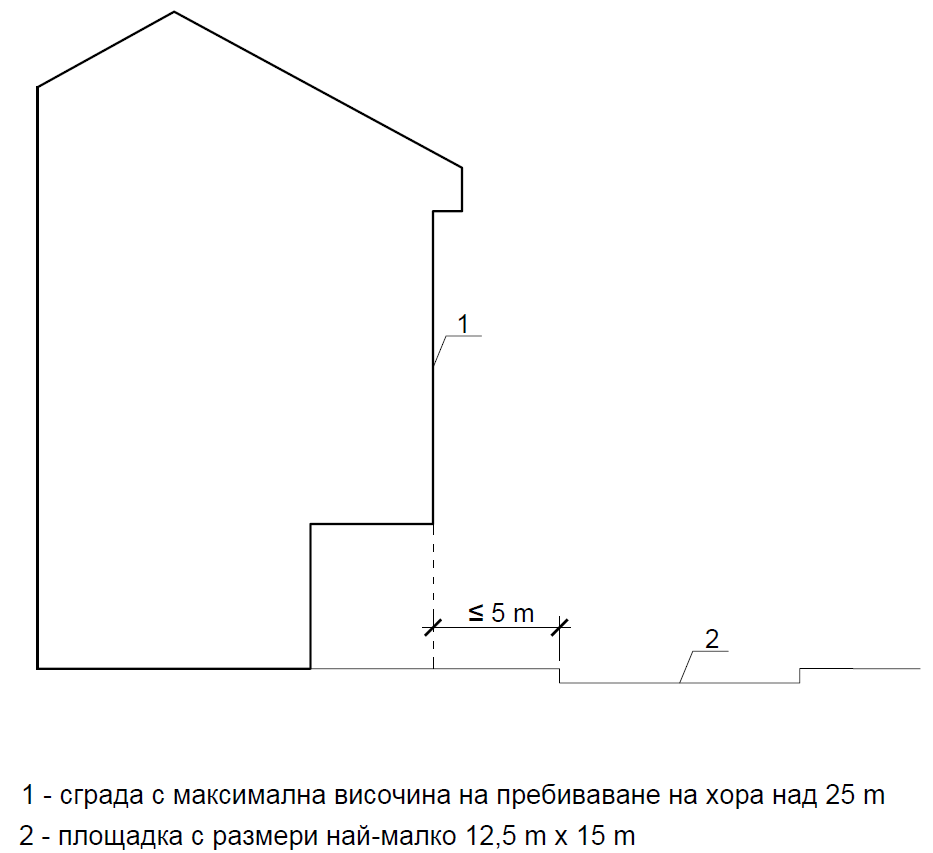 1
≤ 5 m
2
1 - сграда с максимална височина на пребиваване на хора над 25 m
2 - площадка с размери най-малко 12,5 m x 15 m